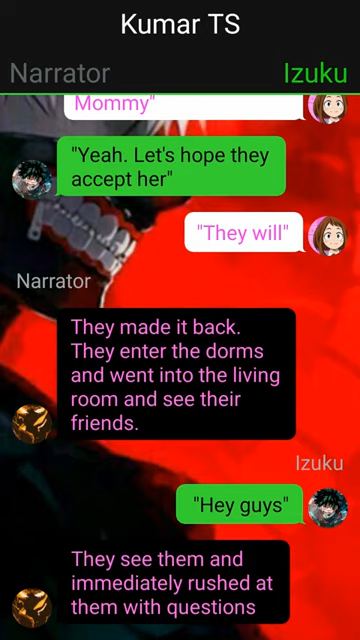 Kumar TS
Narrator
Izuku
Mommy"
"Yeah. Let's hope they
accept her"
"They will"
Narrator
They made it back.
They enter the dorms
and went into the living
room and see their
friends.
Izuku
"Hey guys"
They see them and
immediately rushed at
them with questions